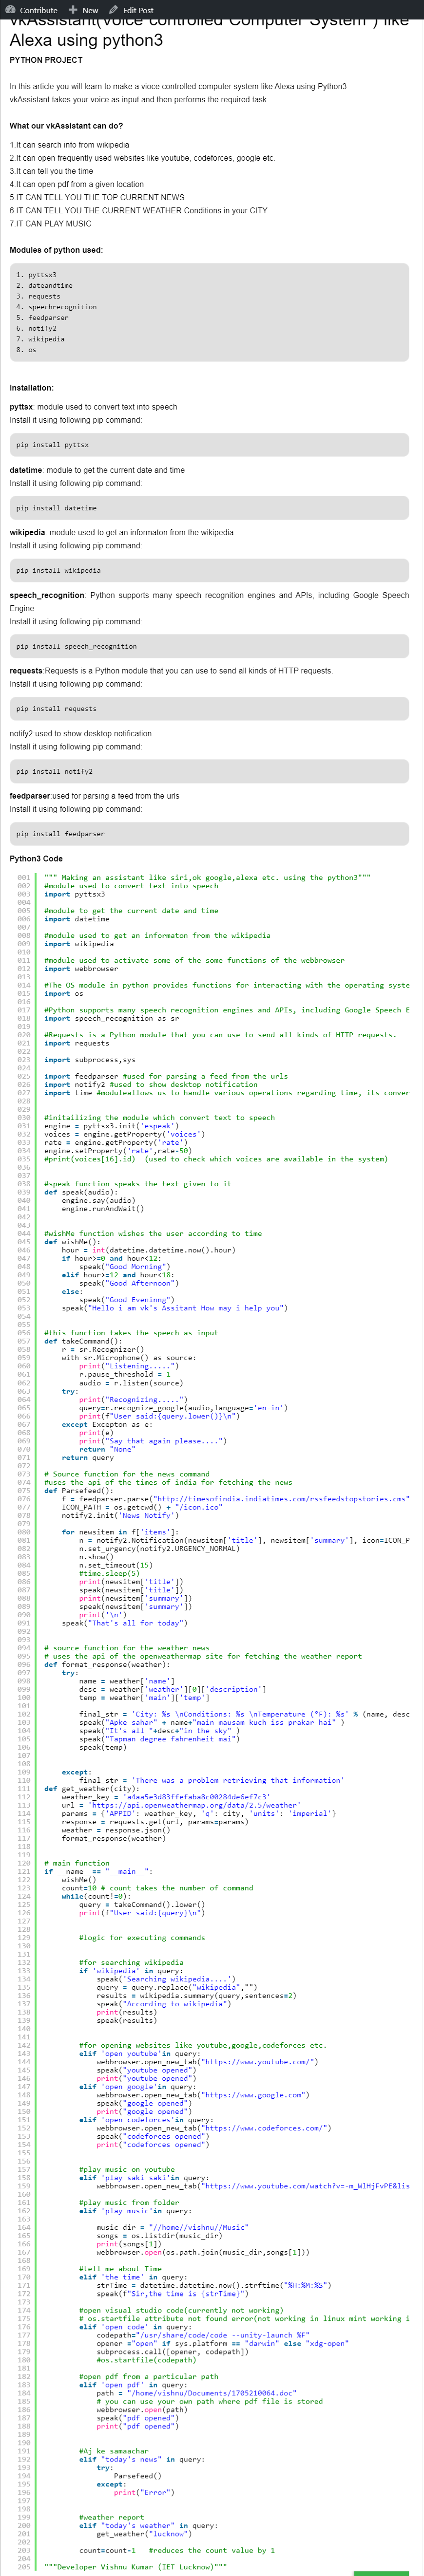 Contribute New Edit Post
vkAssistant(Voice controlled Computer System ) like
Alexa using python3
PYTHON PROJECT
In this article you will learn to make a vioce controlled computer system like Alexa using Python3
vkAssistant takes your voice as input and then performs the required task.
What our vkAssistant can do?
1.It can search info from wikipedia
2.It can open frequently used websites like youtube, codeforces, google etc.
3.It can tell you the time
4.It can open pdf from a given location
5.IT CAN TELL YOU THE TOP CURRENT NEWS
6.IT CAN TELL YOU THE CURRENT WEATHER Conditions in your CITY
7.IT CAN PLAY MUSIC
Modules of python used:
1. pyttsx3
2. dateandtime
3. requests
4. speechrecognition
5. feedparser
6. notify2
7. wikipedia
8. os
Installation:
pyttsx: module used to convert text into speech
Install it using following pip command:
pip install pyttsx
datetime: module to get the current date and time
Install it using following pip command:
pip install datetime
wikipedia: module used to get an informaton from the wikipedia
Install it using following pip command:
pip install wikipedia
speech_recognition: Python supports many speech recognition engines and APIs, including Google Speech
Engine
Install it using following pip command:
pip install speech_recognition
requests:Requests is a Python module that you can use to send all kinds of HTTP requests.
Install it using following pip command:
pip install requests
notify2:used to show desktop notification
Install it using following pip command:
pip install notify2
feedparser:used for parsing a feed from the urls
Install it using following pip command:
pip install feedparser
Python3 Code
001 """ Making an assistant like siri,ok google,alexa etc. using the python3"""
002 #module used to convert text into speech
003 import pyttsx3
004
005 #module to get the current date and time
006 import datetime
007
008 #module used to get an informaton from the wikipedia
009 import wikipedia
010
011 #module used to activate some of the some functions of the webbrowser
012 import webbrowser
013
014 #The OS module in python provides functions for interacting with the operating syste
015 import os
016
017 #Python supports many speech recognition engines and APIs, including Google Speech E
018 import speech_recognition as sr
019
020 #Requests is a Python module that you can use to send all kinds of HTTP requests.
021 import requests
022
023 import subprocess,sys
024
025 import feedparser #used for parsing a feed from the urls
026 import notify2 #used to show desktop notification
027 import time #moduleallows us to handle various operations regarding time, its conver
028
029
030 #initailizing the module which convert text to speech
031 engine = pyttsx3.init('espeak')
032 voices = engine.getProperty('voices')
033 rate = engine.getProperty('rate')
034 engine.setProperty('rate',rate-50)
035 #print(voices[16].id) (used to check which voices are available in the system)
036
037
038 #speak function speaks the text given to it
039 def speak(audio):
040 engine.say(audio)
041 engine.runAndWait()
042
043
044 #wishMe function wishes the user according to time
045 def wishMe():
046 hour = int(datetime.datetime.now().hour)
047 if hour>=0 and hour<12:
048 speak("Good Morning")
049 elif hour>=12 and hour<18:
050 speak("Good Afternoon")
051 else:
052 speak("Good Eveninng")
053 speak("Hello i am vk's Assitant How may i help you")
054
055
056 #this function takes the speech as input
057 def takeCommand():
058 r = sr.Recognizer()
059 with sr.Microphone() as source:
060 print("Listening.....")
061 r.pause_threshold = 1
062 audio = r.listen(source)
063 try:
064 print("Recognizing.....")
065 query=r.recognize_google(audio,language='en-in')
066 print(f"User said:{query.lower()}\n")
067 except Excepton as e:
068 print(e)
069 print("Say that again please....")
070 return "None"
071 return query
072
073 # Source function for the news command
074 #uses the api of the times of india for fetching the news
075 def Parsefeed():
076 f = feedparser.parse("http://timesofindia.indiatimes.com/rssfeedstopstories.cms"
077 ICON_PATH = os.getcwd() + "/icon.ico"
078 notify2.init('News Notify')
079
080 for newsitem in f['items']:
081 n = notify2.Notification(newsitem['title'], newsitem['summary'], icon=ICON_P
082 n.set_urgency(notify2.URGENCY_NORMAL)
083 n.show()
084 n.set_timeout(15)
085 #time.sleep(5)
086 print(newsitem['title'])
087 speak(newsitem['title'])
088 print(newsitem['summary'])
089 speak(newsitem['summary'])
090 print('\n')
091 speak("That's all for today")
092
093
094 # source function for the weather news
095 # uses the api of the openweathermap site for fetching the weather report
096 def format_response(weather):
097 try:
098 name = weather['name']
099 desc = weather['weather'][0]['description']
100 temp = weather['main']['temp']
101
102 final_str = 'City: %s \nConditions: %s \nTemperature (°F): %s' % (name, desc
103 speak("Apke sahar" + name+"main mausam kuch iss prakar hai" )
104 speak("It's all "+desc+"in the sky" )
105 speak("Tapman degree fahrenheit mai")
106 speak(temp)
107
108
109 except:
110 final_str = 'There was a problem retrieving that information'
111 def get_weather(city):
112 weather_key = 'a4aa5e3d83ffefaba8c00284de6ef7c3'
113 url = 'https://api.openweathermap.org/data/2.5/weather'
114 params = {'APPID': weather_key, 'q': city, 'units': 'imperial'}
115 response = requests.get(url, params=params)
116 weather = response.json()
117 format_response(weather)
118
119
120 # main function
121 if __name__== "__main__":
122 wishMe()
123 count=10 # count takes the number of command
124 while(count!=0):
125 query = takeCommand().lower()
126 print(f"User said:{query}\n")
127
128
129 #logic for executing commands
130
131
132 #for searching wikipedia
133 if 'wikipedia' in query:
134 speak('Searching wikipedia....')
135 query = query.replace("wikipedia","")
136 results = wikipedia.summary(query,sentences=2)
137 speak("According to wikipedia")
138 print(results)
139 speak(results)
140
141
142 #for opening websites like youtube,google,codeforces etc.
143 elif 'open youtube'in query:
144 webbrowser.open_new_tab("https://www.youtube.com/")
145 speak("youtube opened")
146 print("youtube opened")
147 elif 'open google'in query:
148 webbrowser.open_new_tab("https://www.google.com")
149 speak("google opened")
150 print("google opened")
151 elif 'open codeforces'in query:
152 webbrowser.open_new_tab("https://www.codeforces.com/")
153 speak("codeforces opened")
154 print("codeforces opened")
155
156
157 #play music on youtube
158 elif 'play saki saki'in query:
159 webbrowser.open_new_tab("https://www.youtube.com/watch?v=-m_WlHjFvPE&lis
160
161 #play music from folder
162 elif 'play music'in query:
163
164 music_dir = "//home//vishnu//Music"
165 songs = os.listdir(music_dir)
166 print(songs[1])
167 webbrowser.open(os.path.join(music_dir,songs[1]))
168
169 #tell me about Time
170 elif 'the time' in query:
171 strTime = datetime.datetime.now().strftime("%H:%M:%S")
172 speak(f"Sir,the time is {strTime}")
173
174 #open visual studio code(currently not working)
175 # os.startfile attribute not found error(not working in linux mint working i
176 elif 'open code' in query:
177 codepath="/usr/share/code/code --unity-launch %F"
178 opener ="open" if sys.platform == "darwin" else "xdg-open"
179 subprocess.call([opener, codepath])
180 #os.startfile(codepath)
181
182 #open pdf from a particular path
183 elif 'open pdf' in query:
184 path = "/home/vishnu/Documents/1705210064.doc"
185 # you can use your own path where pdf file is stored
186 webbrowser.open(path)
187 speak("pdf opened")
188 print("pdf opened")
189
190
191 #Aj ke samaachar
192 elif "today's news" in query:
193 try:
194 Parsefeed()
195 except:
196 print("Error")
197
198
199 #weather report
200 elif "today's weather" in query:
201 get_weather("lucknow")
202
203 count=count-1 #reduces the count value by 1
204
205 """Developer Vishnu Kumar (IET Lucknow)"""